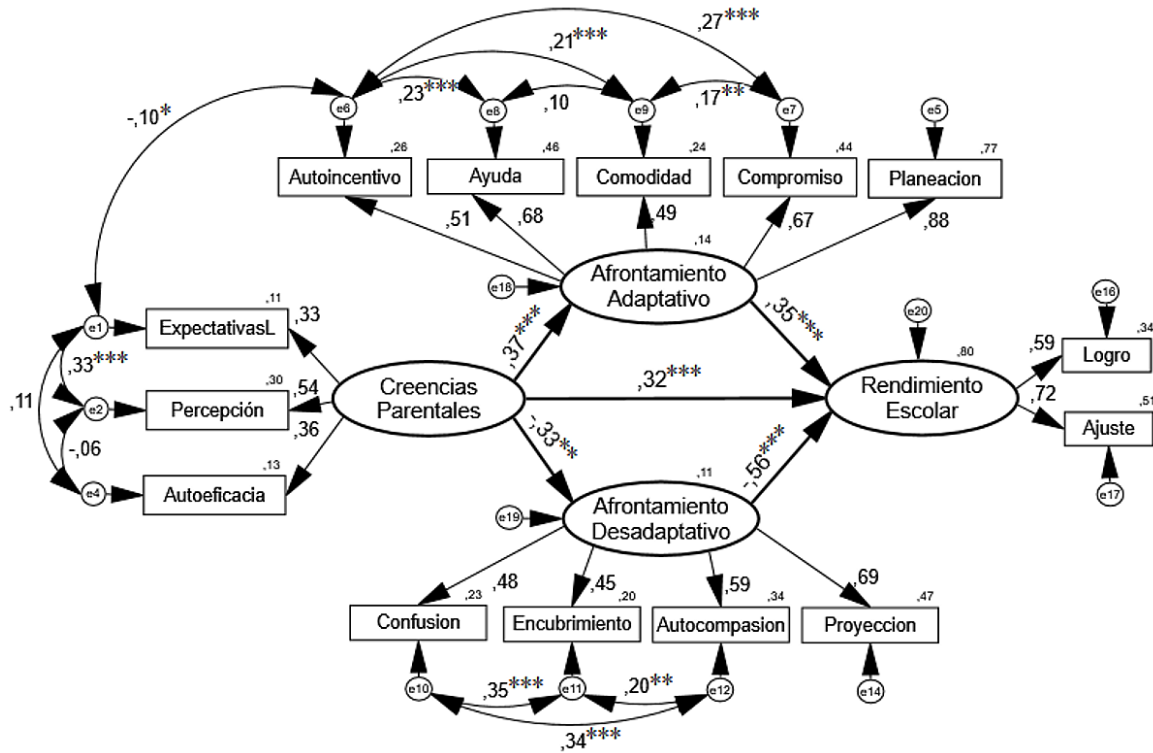 ,27***
,21***
,23***
,10
,17**
-,10*
e6
e8
e9
e7
e5
,26
,46
,24
,44
,77
Autoincentivo
Ayuda
Comodidad
Compromiso
Planeacion
,51
,68
,49
,67
,88
,14
Afrontamiento
Adaptativo
e18
,11
e1
ExpectativasL
,33
,33***
,37***
,35***
e20
e16
,34
,59
Logro
,11
,30
e2
Percepción
,54
Creencias
Parentales
,32***
,80
Rendimiento
Escolar
,72
,51
Ajuste
-,06
,36
,13
e4
Autoeficacia
-,33**
-,56***
e17
,11
e19
Afrontamiento
Desadaptativo
,48
,45
,59
,69
,23
,20
,34
,47
Confusion
Encubrimiento
Autocompasion
Proyeccion
e10
,35***
e11
,20**
e12
e14
,34***